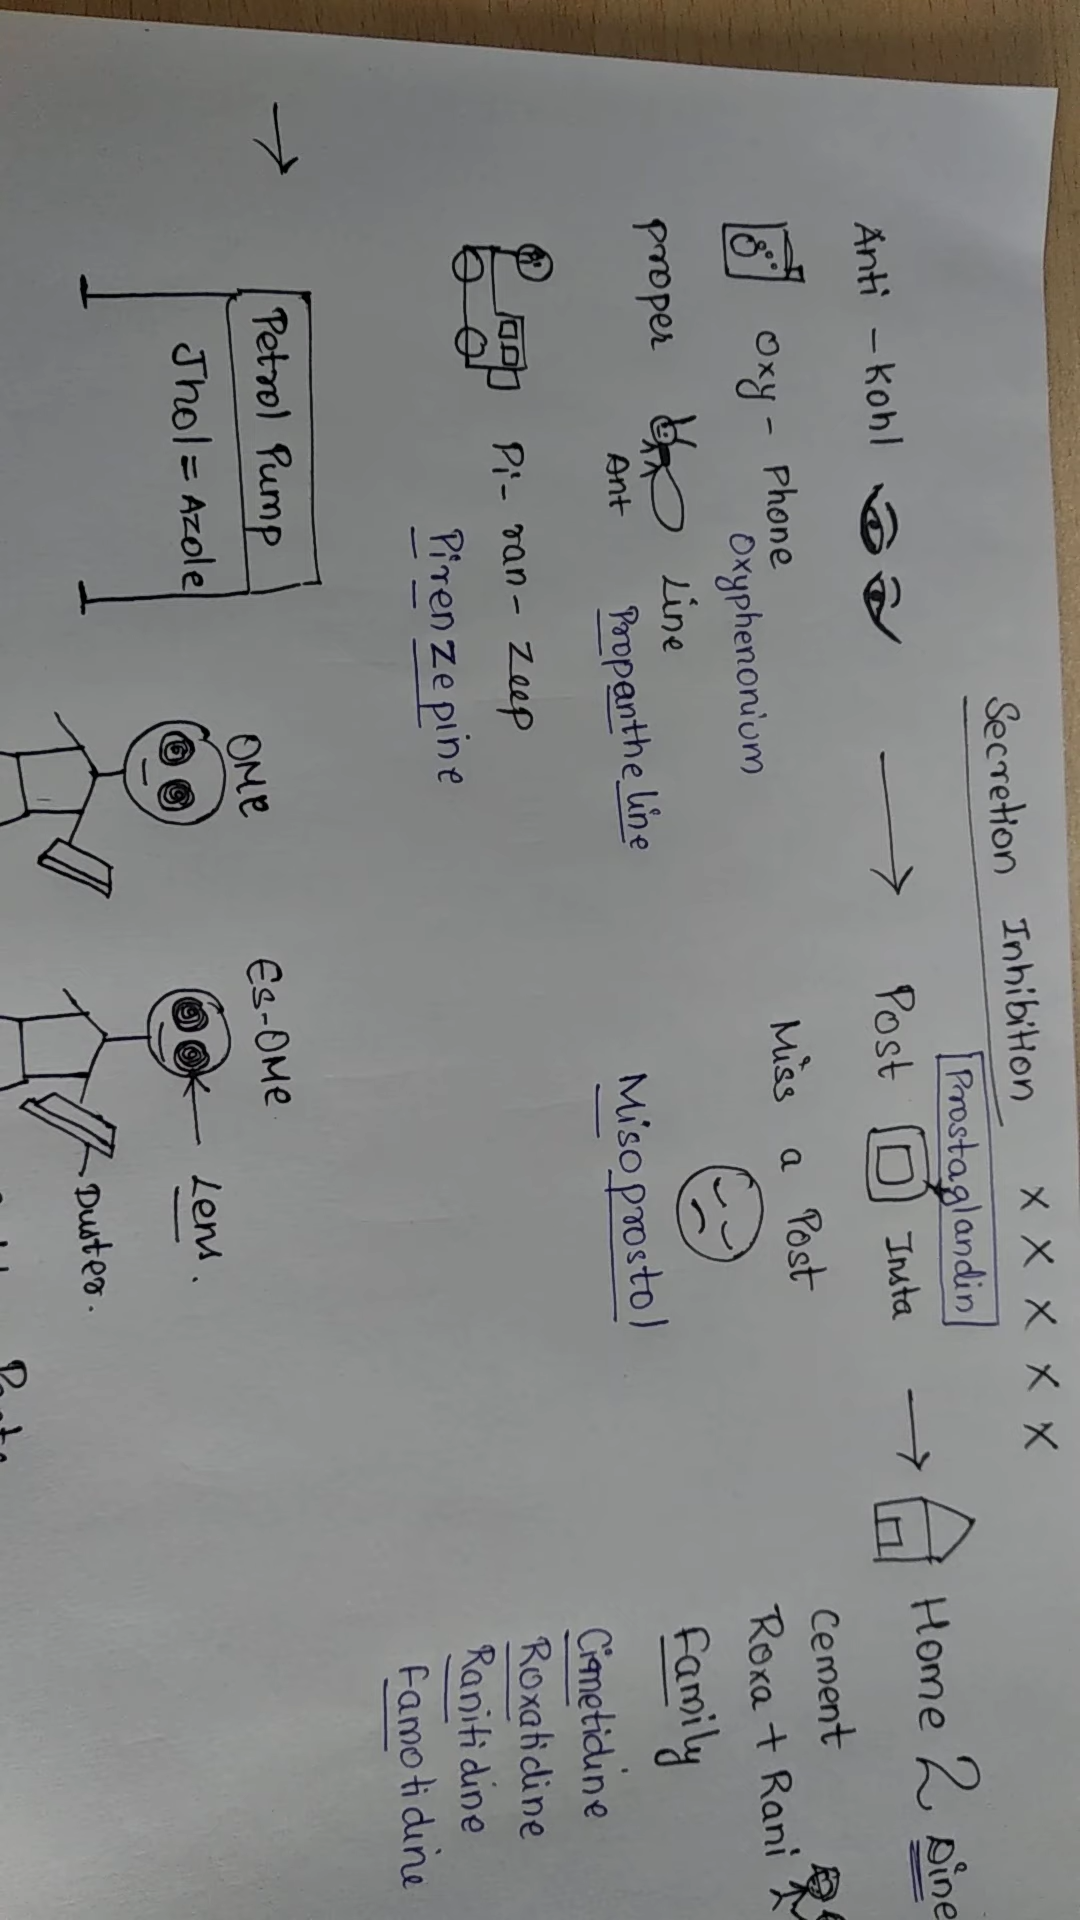 Secretion Inhibition X X X X X
Prostaglandin
Anti - Kohl → Post Insta → Home 2 Dine
Oxy - Phone
Oxyphenonium
Proper Ant Line
Propantheline
Pi - ran - Zeep
Pirenzepine
Miss a Post
Misoprostol
Cement
Roxa + Rani
Family
Cimetidine
Roxatidine
Ranitidine
Famotidine
→
Petrol Pump
Jhol = Azole
OMe
Es-OMe
Lens.
Duster.